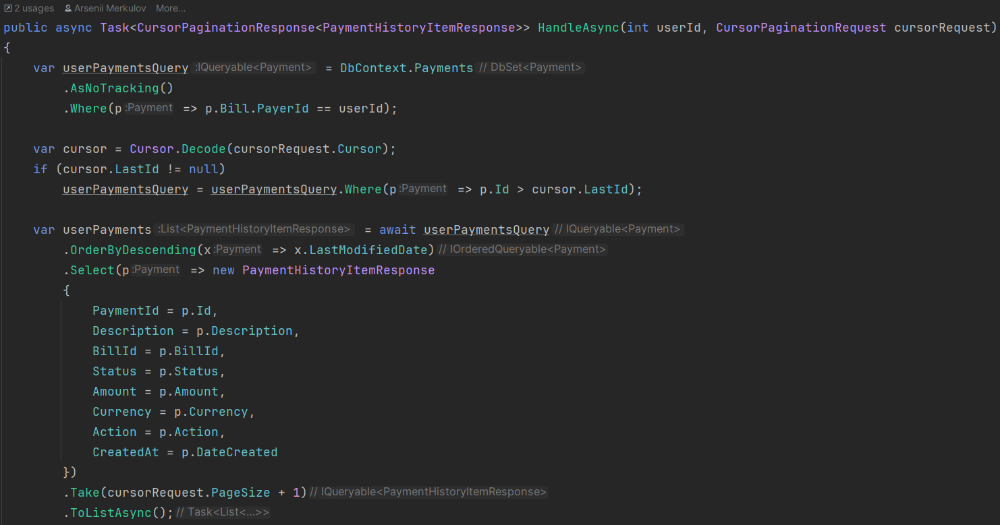 2 usages Arsenii Merkulov More...
public async Task<CursorPaginationResponse<PaymentHistoryItemResponse>> HandleAsync(int userId, CursorPaginationRequest cursorRequest)
{
var userPaymentsQuery :IQueryable<Payment> = DbContext.Payments // DbSet<Payment>
.AsNoTracking()
.Where(p :Payment => p.Bill.PayerId == userId);
var cursor = Cursor.Decode(cursorRequest.Cursor);
if (cursor.LastId != null)
userPaymentsQuery = userPaymentsQuery.Where(p :Payment => p.Id > cursor.LastId);
var userPayments :List<PaymentHistoryItemResponse> = await userPaymentsQuery // IQueryable<Payment>
.OrderByDescending(x :Payment => x.LastModifiedDate) // IOrderedQueryable<Payment>
.Select(p :Payment => new PaymentHistoryItemResponse
{
PaymentId = p.Id,
Description = p.Description,
BillId = p.BillId,
Status = p.Status,
Amount = p.Amount,
Currency = p.Currency,
Action = p.Action,
CreatedAt = p.DateCreated
})
.Take(cursorRequest.PageSize + 1) // IQueryable<PaymentHistoryItemResponse>
.ToListAsync(); // Task<List<...>>